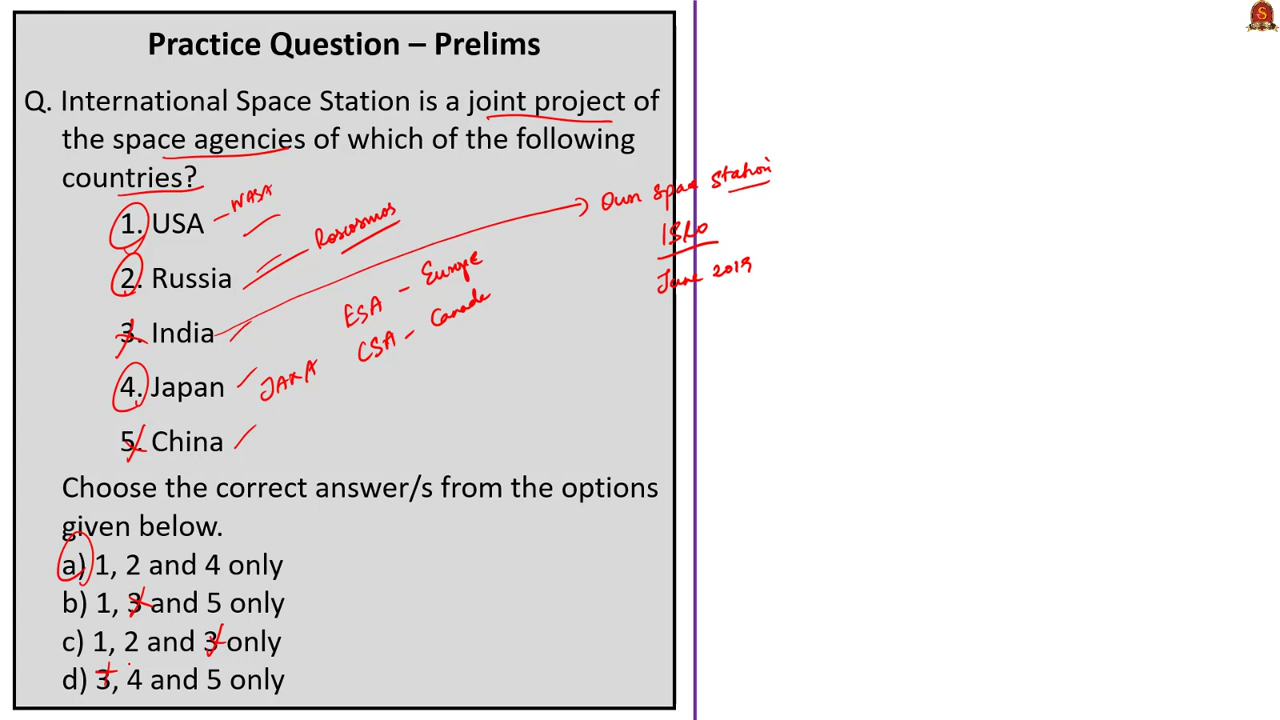 Practice Question – Prelims
Q. International Space Station is a joint project of
the space agencies of which of the following
countries?
1. USA – NASA
2. Russia Roscosmos
3. India
Own Space Station
ISRO
June 2019
ESA – Europe
CSA – Canada
4. Japan JAXA
5. China
Choose the correct answer/s from the options
given below.
a) 1, 2 and 4 only
b) 1, 3 and 5 only
c) 1, 2 and 3 only
d) 3, 4 and 5 only
S